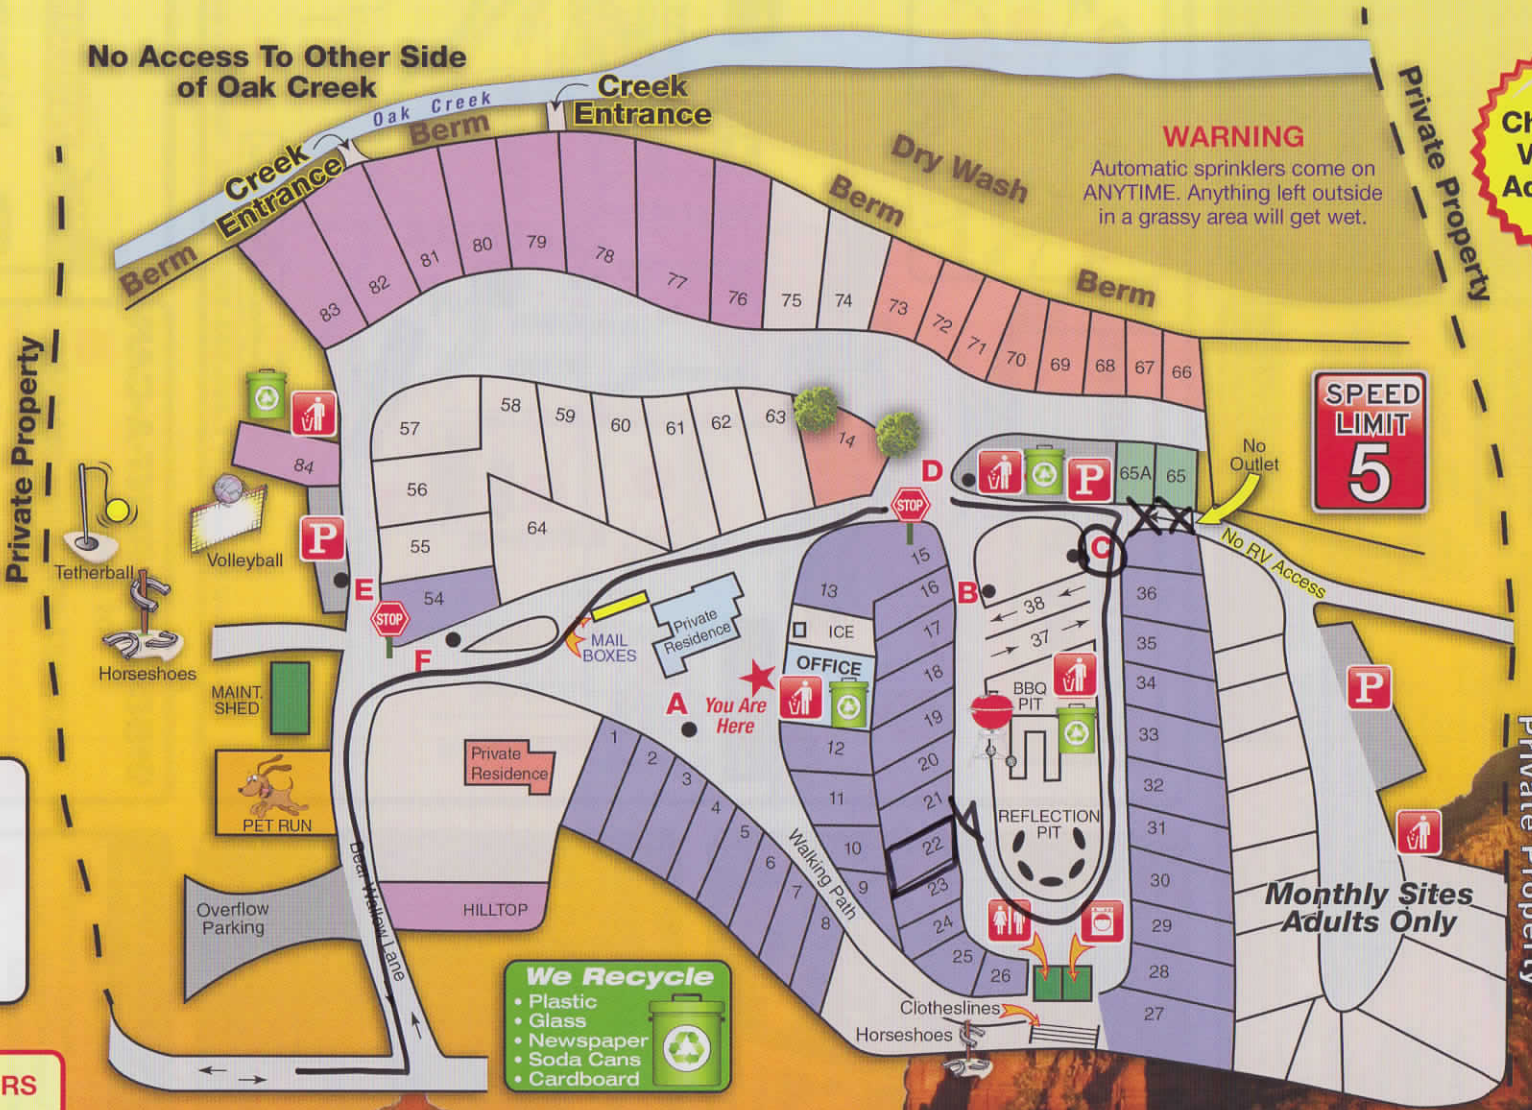 No Access To Other Side
of Oak Creek
Oak Creek
Creek
Entrance
Berm
Creek
Entrance
Berm
Dry Wash
Berm
Berm
WARNING
Automatic sprinklers come on
ANYTIME. Anything left outside
in a grassy area will get wet.
Private Property
Private Property
Private Property
83
82
81
80
79
78
77
76
75
74
73
72
71
70
69
68
67
66
SPEED
LIMIT
5
No
Outlet
No RV Access
57
58
59
60
61
62
63
14
84
56
55
64
54
D
P
65A
65
STOP
C
P
Volleyball
Tetherball
Horseshoes
E
STOP
F
MAIL
BOXES
Private
Residence
13
ICE
OFFICE
A
You Are
Here
15
16
17
18
19
20
21
22
23
24
25
26
B
38
37
BBQ
PIT
REFLECTION
PIT
36
35
34
33
32
31
30
29
28
27
P
MAINT.
SHED
PET RUN
Private
Residence
HILLTOP
Overflow
Parking
Bear Wallow Lane
1
2
3
4
5
6
7
8
12
11
10
9
Walking Path
Monthly Sites
Adults Only
Clotheslines
Horseshoes
We Recycle
• Plastic
• Glass
• Newspaper
• Soda Cans
• Cardboard
RS